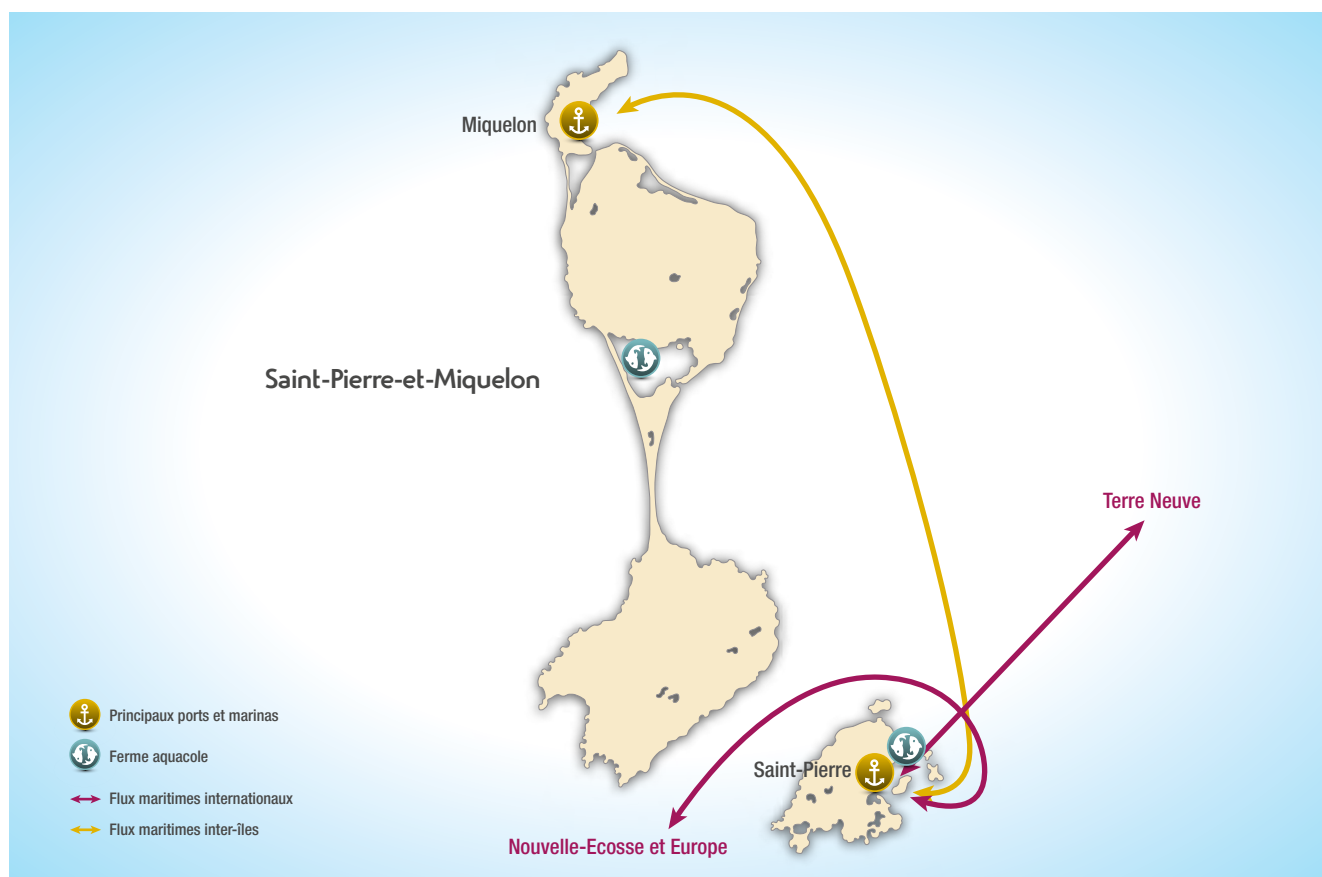 Miquelon
Saint-Pierre-et-Miquelon
Terre Neuve
Saint-Pierre
Nouvelle-Ecosse et Europe
Principaux ports et marinas
Ferme aquacole
Flux maritimes internationaux
Flux maritimes inter-îles